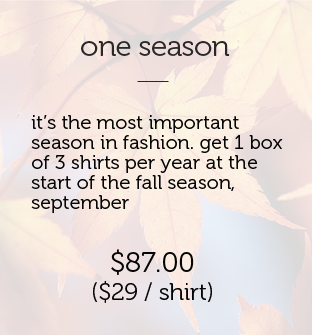 one season
it's the most important
season in fashion. get 1 box
of 3 shirts per year at the
start of the fall season,
september
$87.00
($29 / shirt)